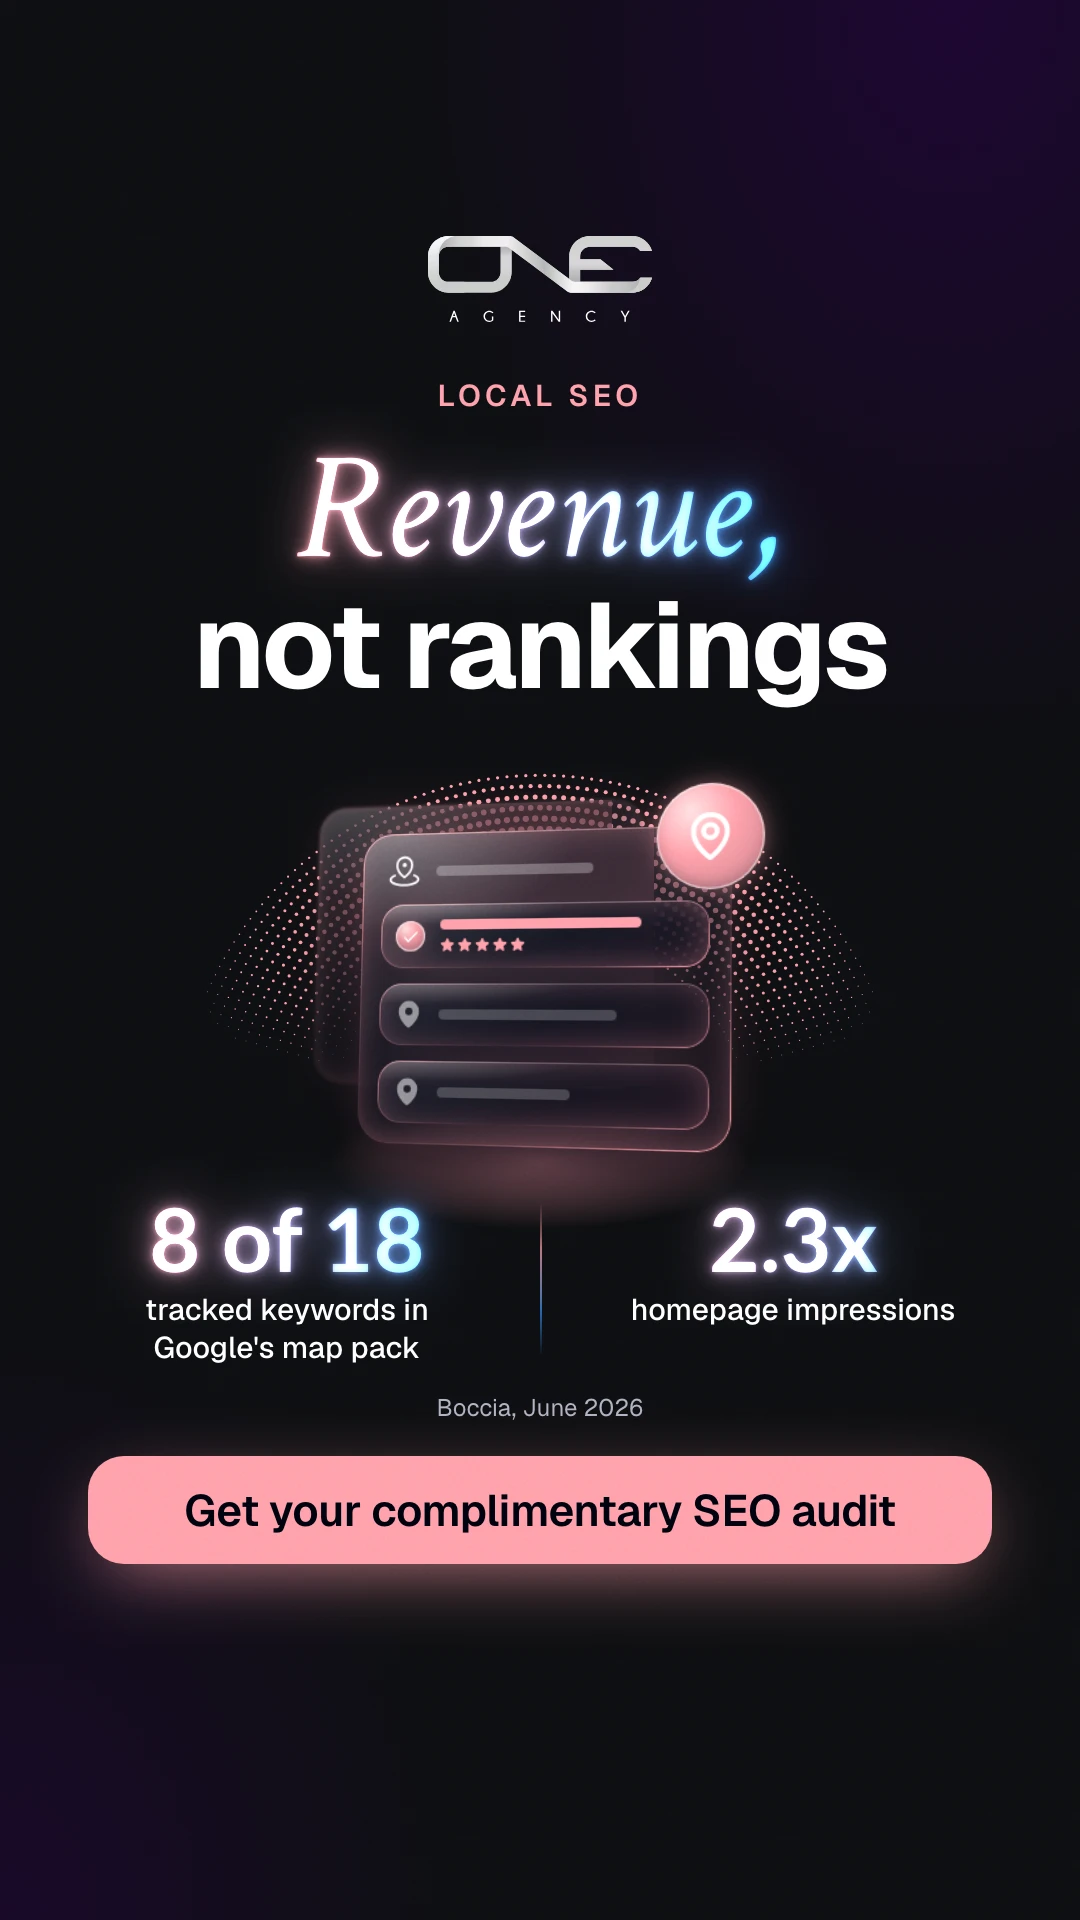 ONE
AGENCY
LOCAL SEO
Revenue,
not rankings
8 of 18
tracked keywords in
Google's map pack
2.3x
homepage impressions
Boccia, June 2026
Get your complimentary SEO audit